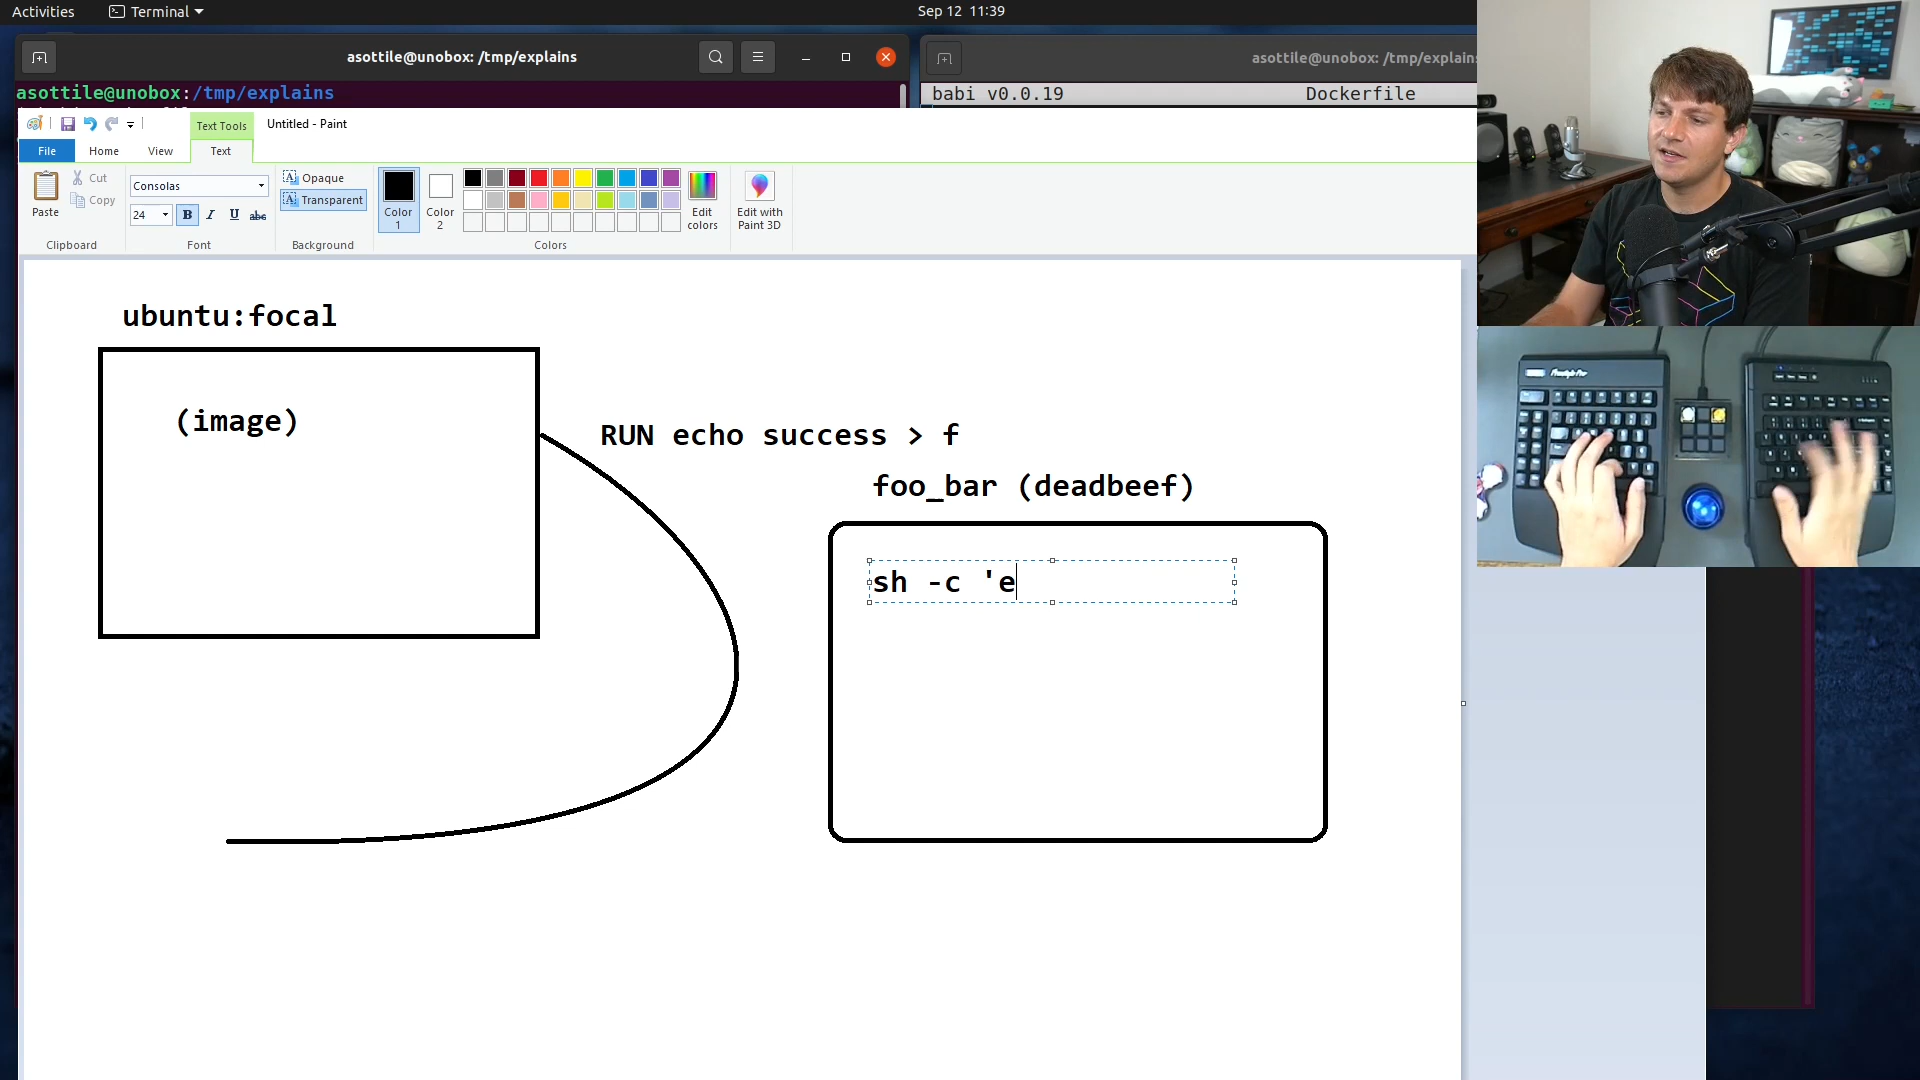 Activities
Terminal
Sep 12 11:39
asottile@unobox: /tmp/explains
asottile@unobox: /tmp/explains
asottile@unobox:/tmp/explains
babi v0.0.19
Dockerfile
Text Tools
Untitled - Paint
File
Home
View
Text
Paste
Cut
Copy
Clipboard
Consolas
24
B
I
U
abc
Font
Opaque
Transparent
Background
Color
1
Color
2
Edit
colors
Colors
Edit with
Paint 3D
ubuntu:focal
(image)
RUN echo success > f
foo_bar (deadbeef)
sh -c 'e